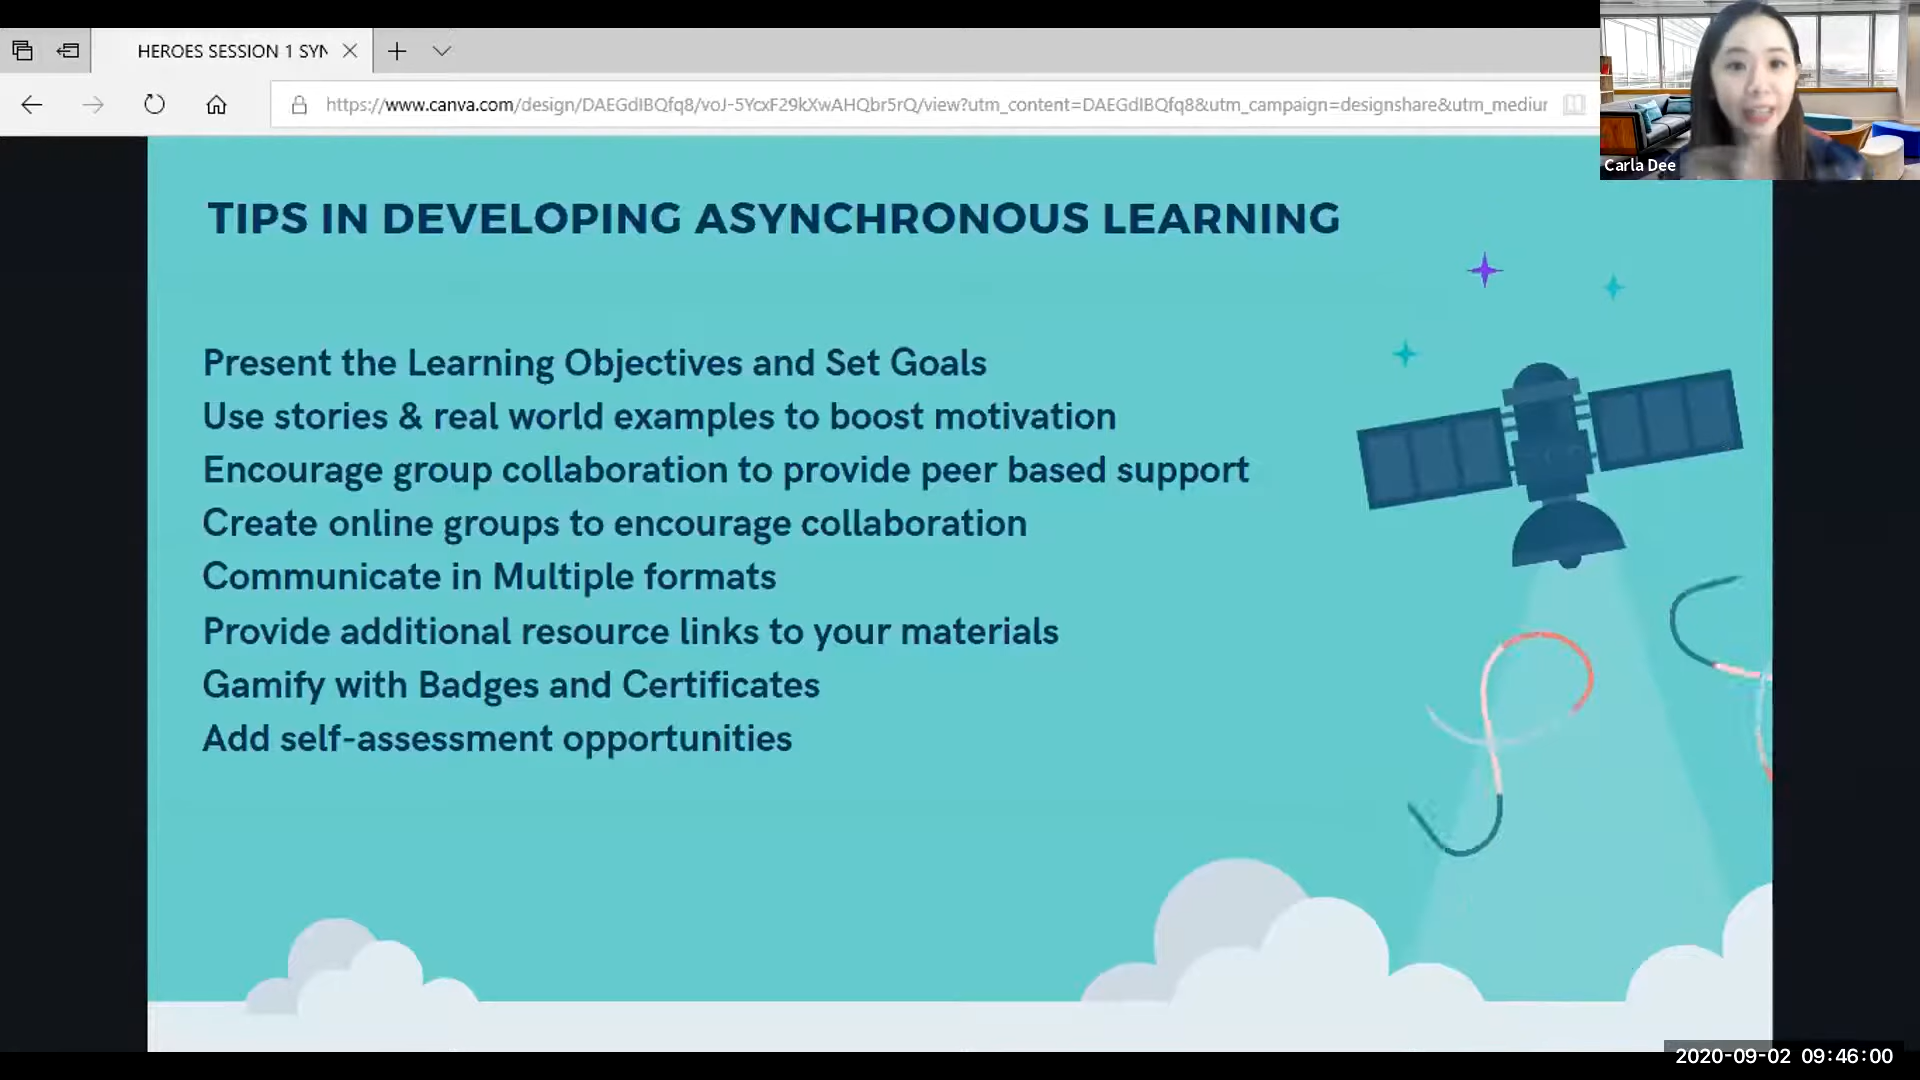 HEROES SESSION 1 SYN
https://www.canva.com/design/DAEGdIBQfq8/voJ-5YcxF29kXwAHQbr5rQ/view?utm_content=DAEGdIBQfq8&utm_campaign=designshare&utm_mediur
Carla Dee
TIPS IN DEVELOPING ASYNCHRONOUS LEARNING
Present the Learning Objectives and Set Goals
Use stories & real world examples to boost motivation
Encourage group collaboration to provide peer based support
Create online groups to encourage collaboration
Communicate in Multiple formats
Provide additional resource links to your materials
Gamify with Badges and Certificates
Add self-assessment opportunities
2020-09-02 09:46:00